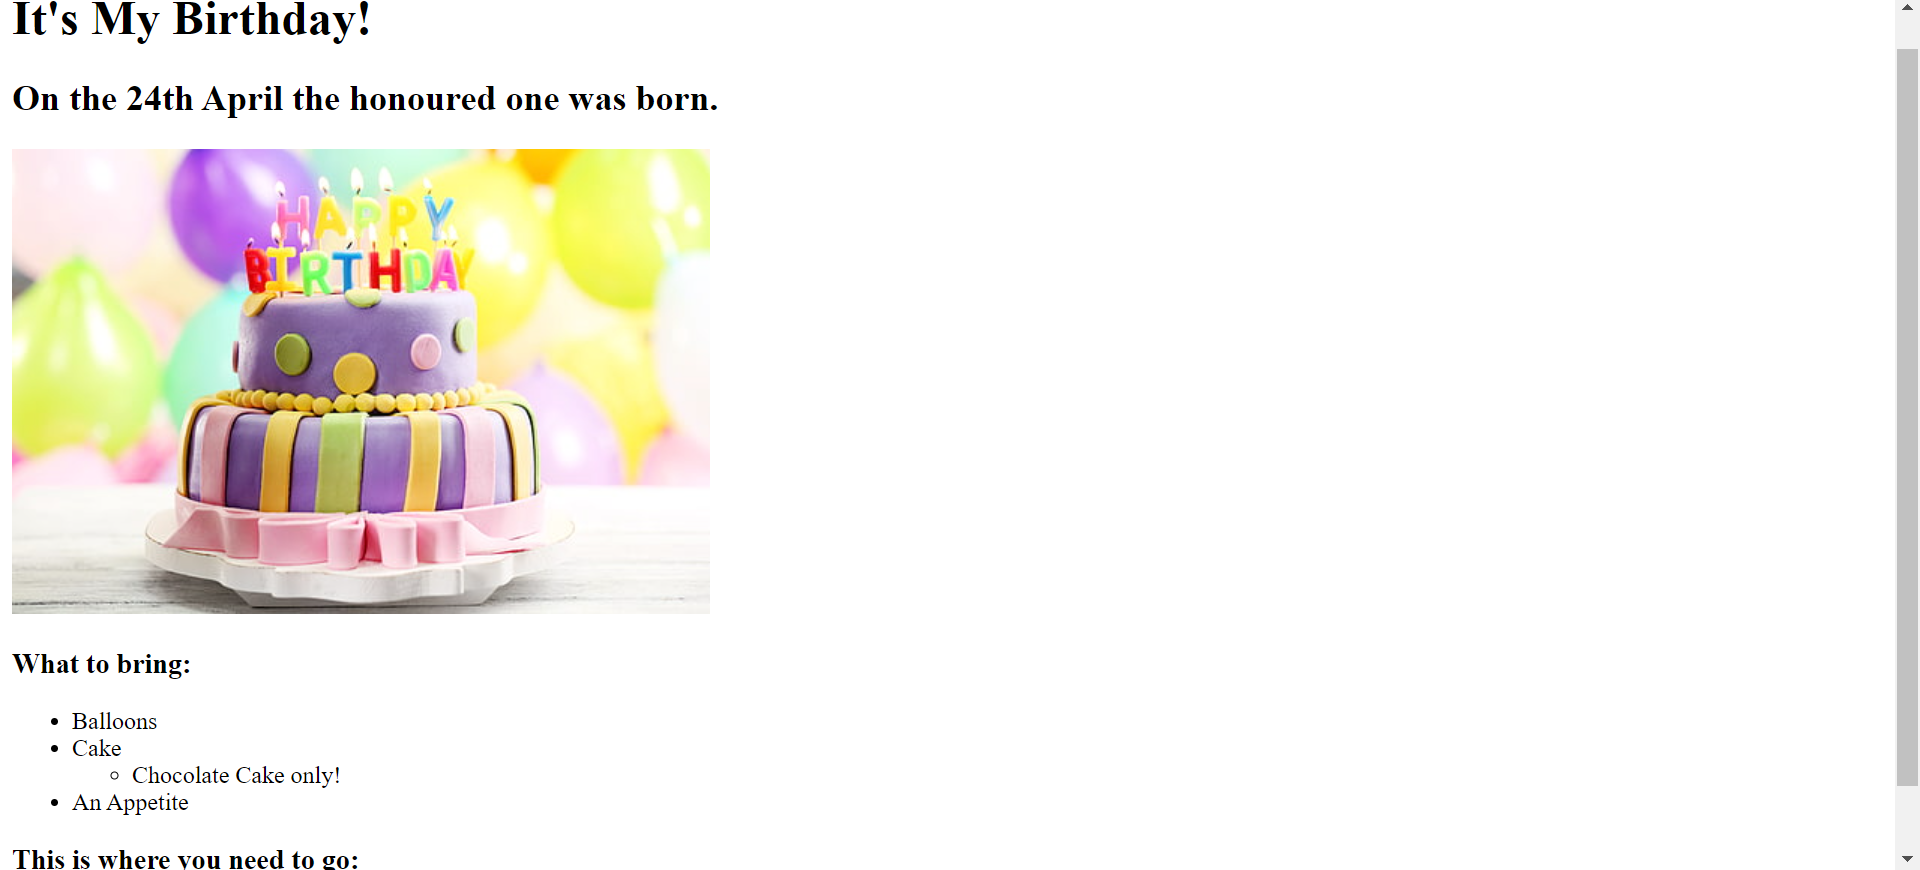 It's My Birthday!
On the 24th April the honoured one was born.
HAPPY
BIRTHDAY
What to bring:
Balloons
Cake
Chocolate Cake only!
An Appetite
This is where you need to go: